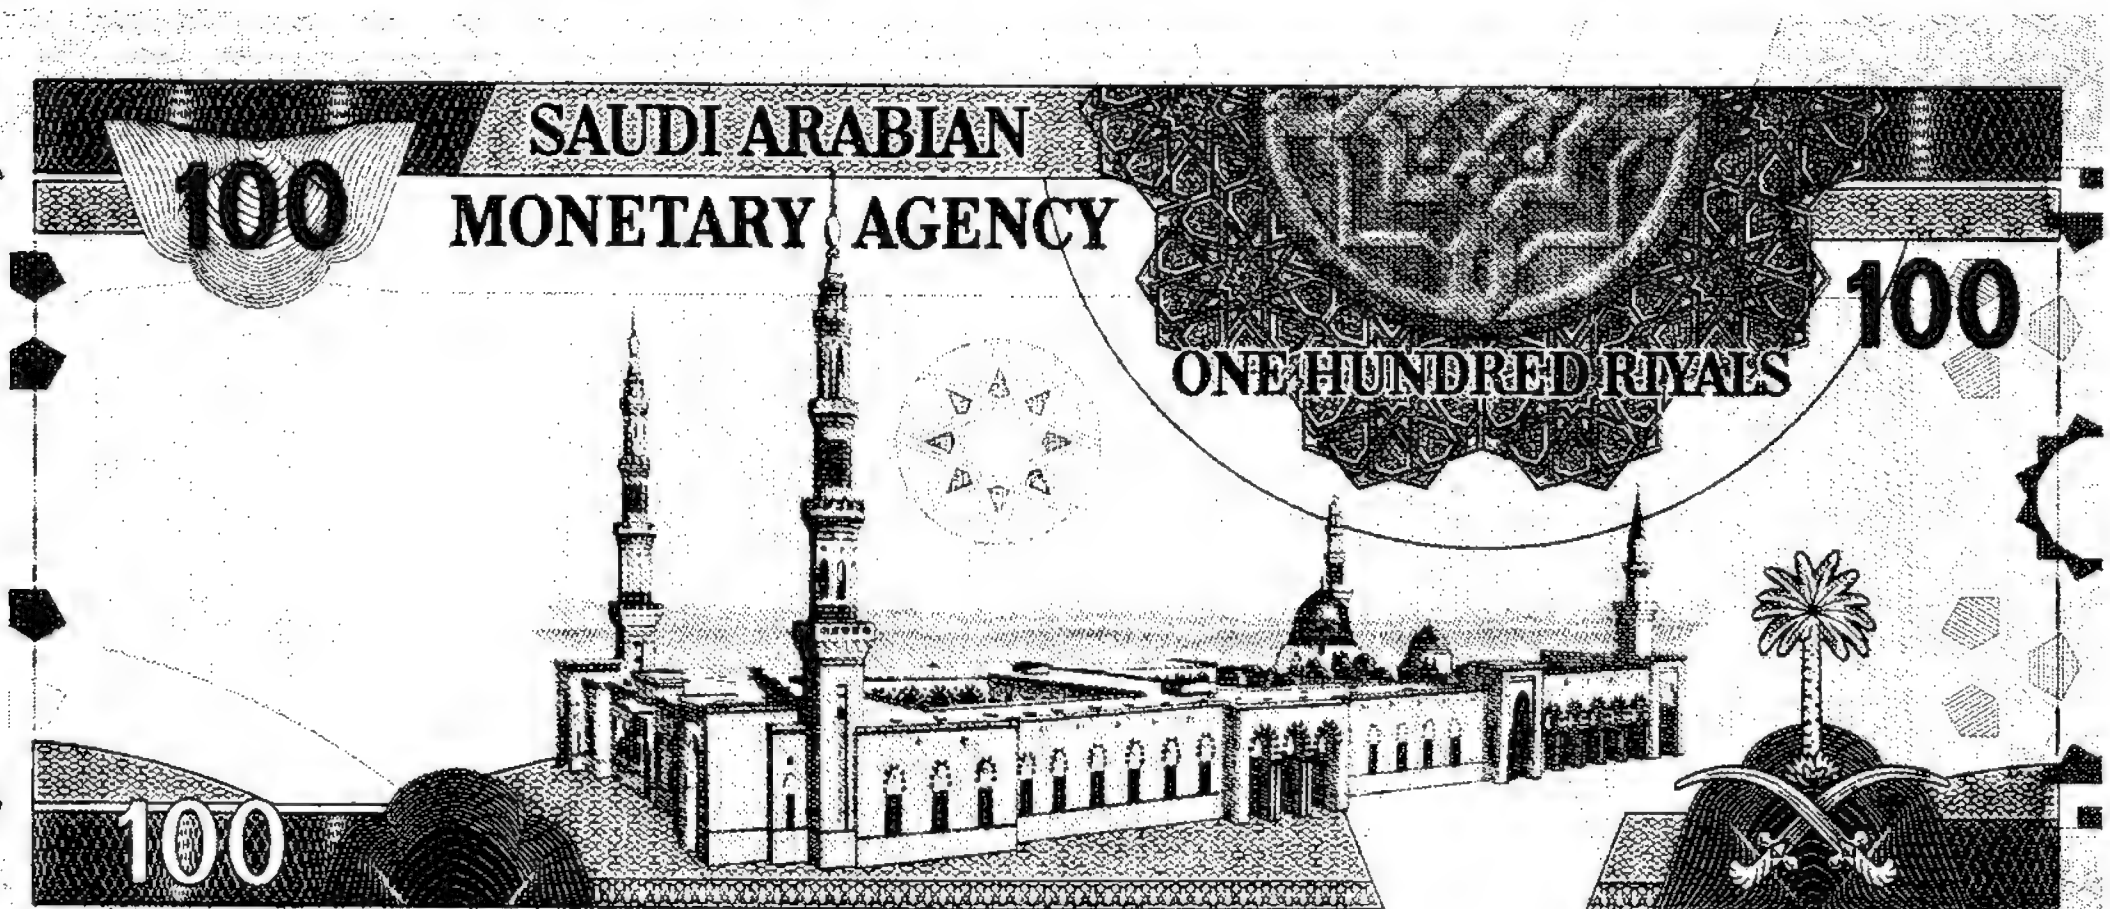 SAUDI ARABIAN
100
MONETARY AGENCY
100
ONE HUNDRED RIYALS
100